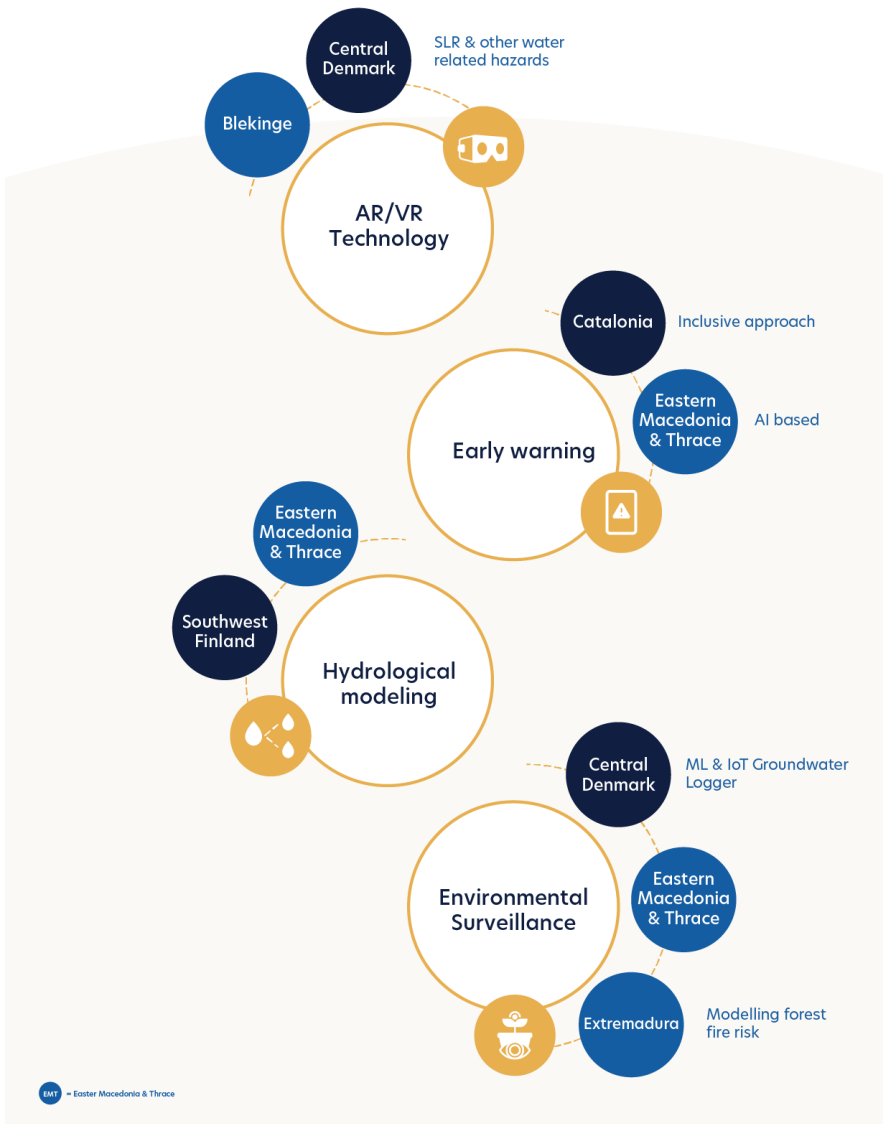 Central
Denmark
SLR & other water
related hazards
Blekinge
AR/VR
Technology
Catalonia
Inclusive approach
Eastern
Macedonia
& Thrace
AI based
Early warning
Eastern
Macedonia
& Thrace
Southwest
Finland
Hydrological
modeling
Central
Denmark
ML & IoT Groundwater
Logger
Eastern
Macedonia
& Thrace
Environmental
Surveillance
Extremadura
Modelling forest
fire risk
EMT = Easter Macedonia & Thrace